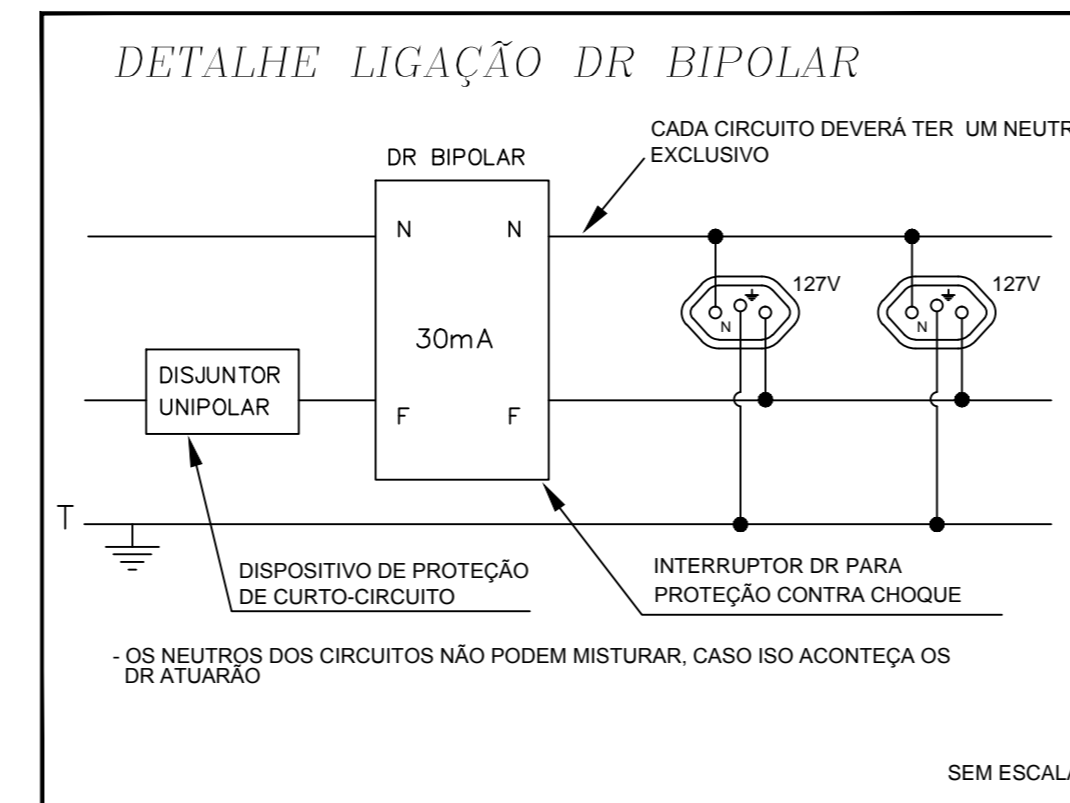 DETALHE LIGAÇÃO DR BIPOLAR
CADA CIRCUITO DEVERÁ TER UM NEUTR
EXCLUSIVO
DR BIPOLAR
N N
127V 127V
N N
30mA
DISJUNTOR
UNIPOLAR
F F
T
DISPOSITIVO DE PROTEÇÃO
DE CURTO-CIRCUITO
INTERRUPTOR DR PARA
PROTEÇÃO CONTRA CHOQUE
- OS NEUTROS DOS CIRCUITOS NÃO PODEM MISTURAR, CASO ISO ACONTEÇA OS
DR ATUARÃO
SEM ESCALA